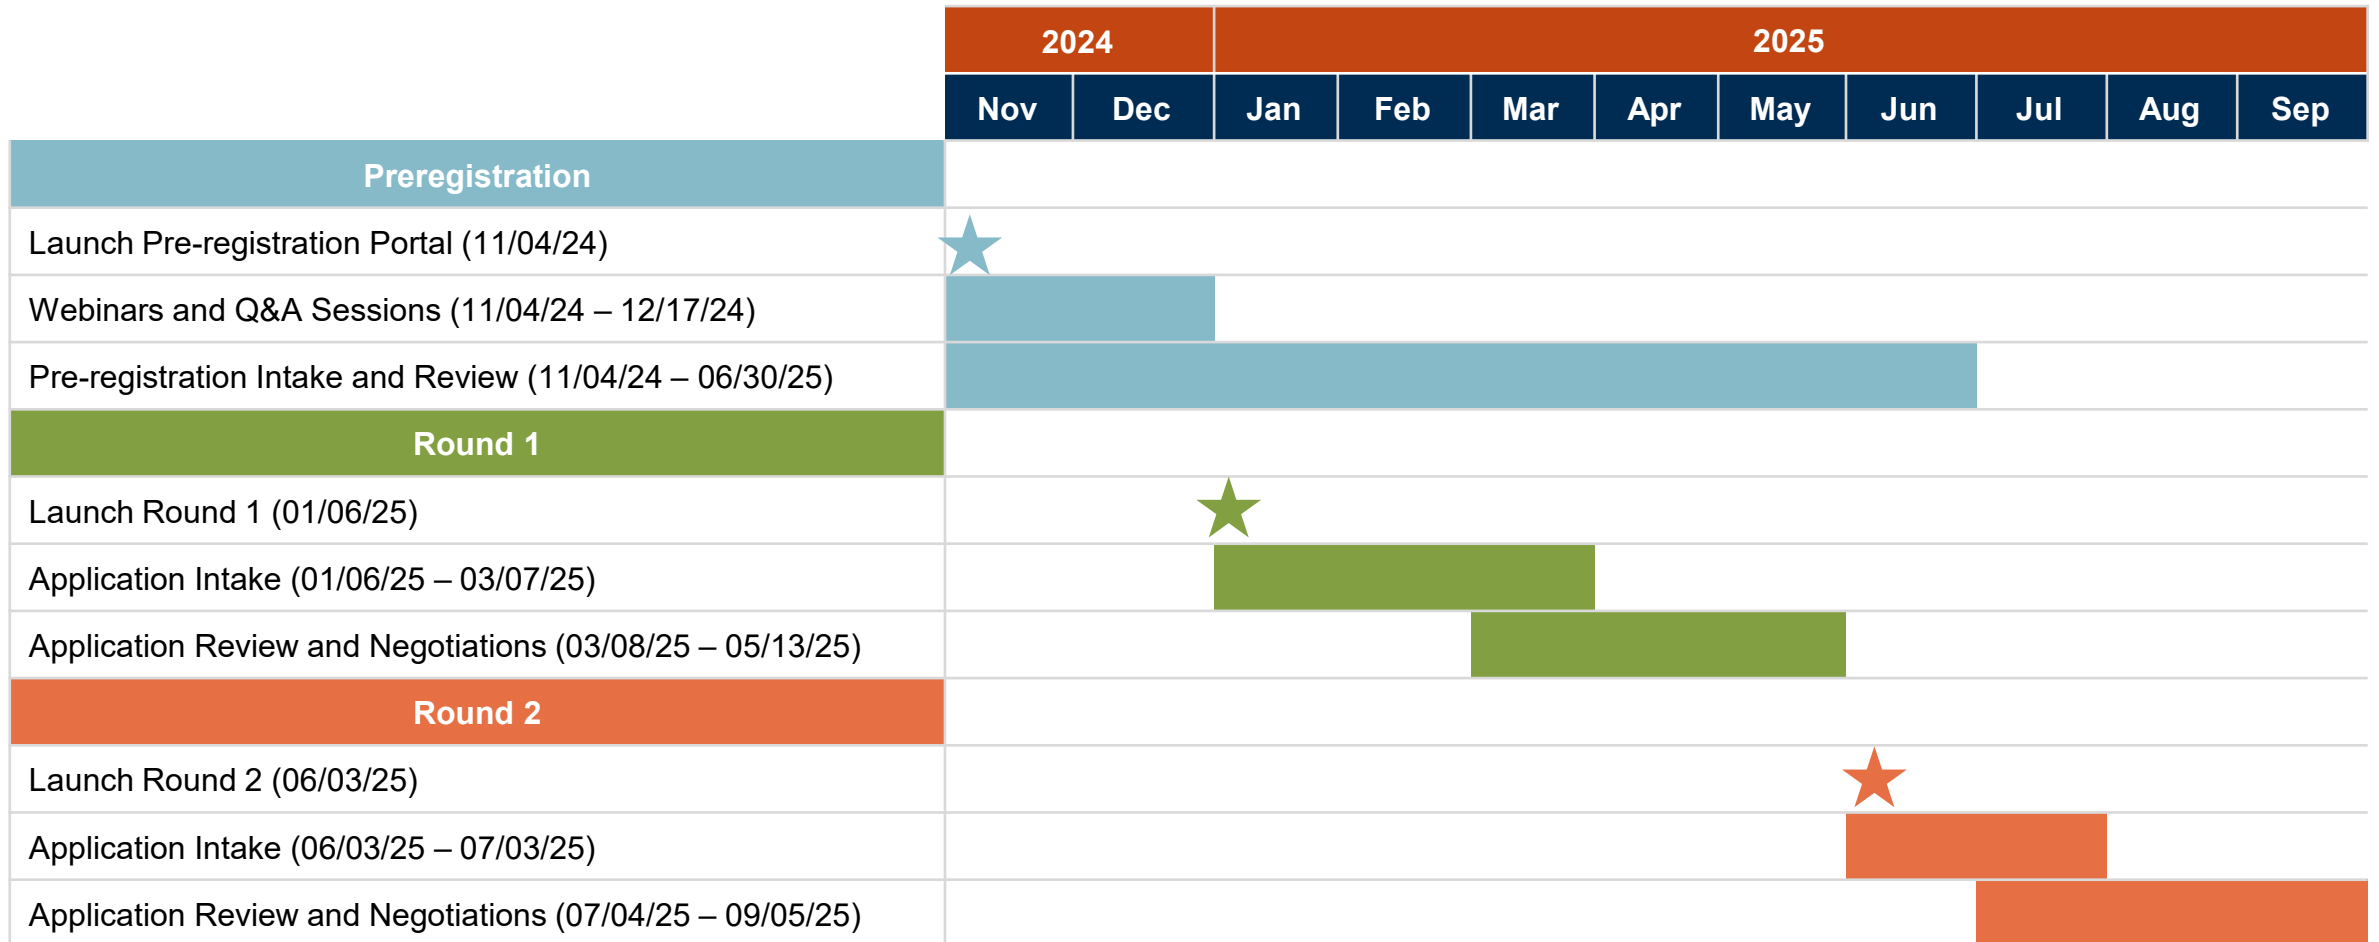 2024 2025
Nov Dec Jan Feb Mar Apr May Jun Jul Aug Sep
Preregistration
Launch Pre-registration Portal (11/04/24)
Webinars and Q&A Sessions (11/04/24 – 12/17/24)
Pre-registration Intake and Review (11/04/24 – 06/30/25)
Round 1
Launch Round 1 (01/06/25)
Application Intake (01/06/25 – 03/07/25)
Application Review and Negotiations (03/08/25 – 05/13/25)
Round 2
Launch Round 2 (06/03/25)
Application Intake (06/03/25 – 07/03/25)
Application Review and Negotiations (07/04/25 – 09/05/25)